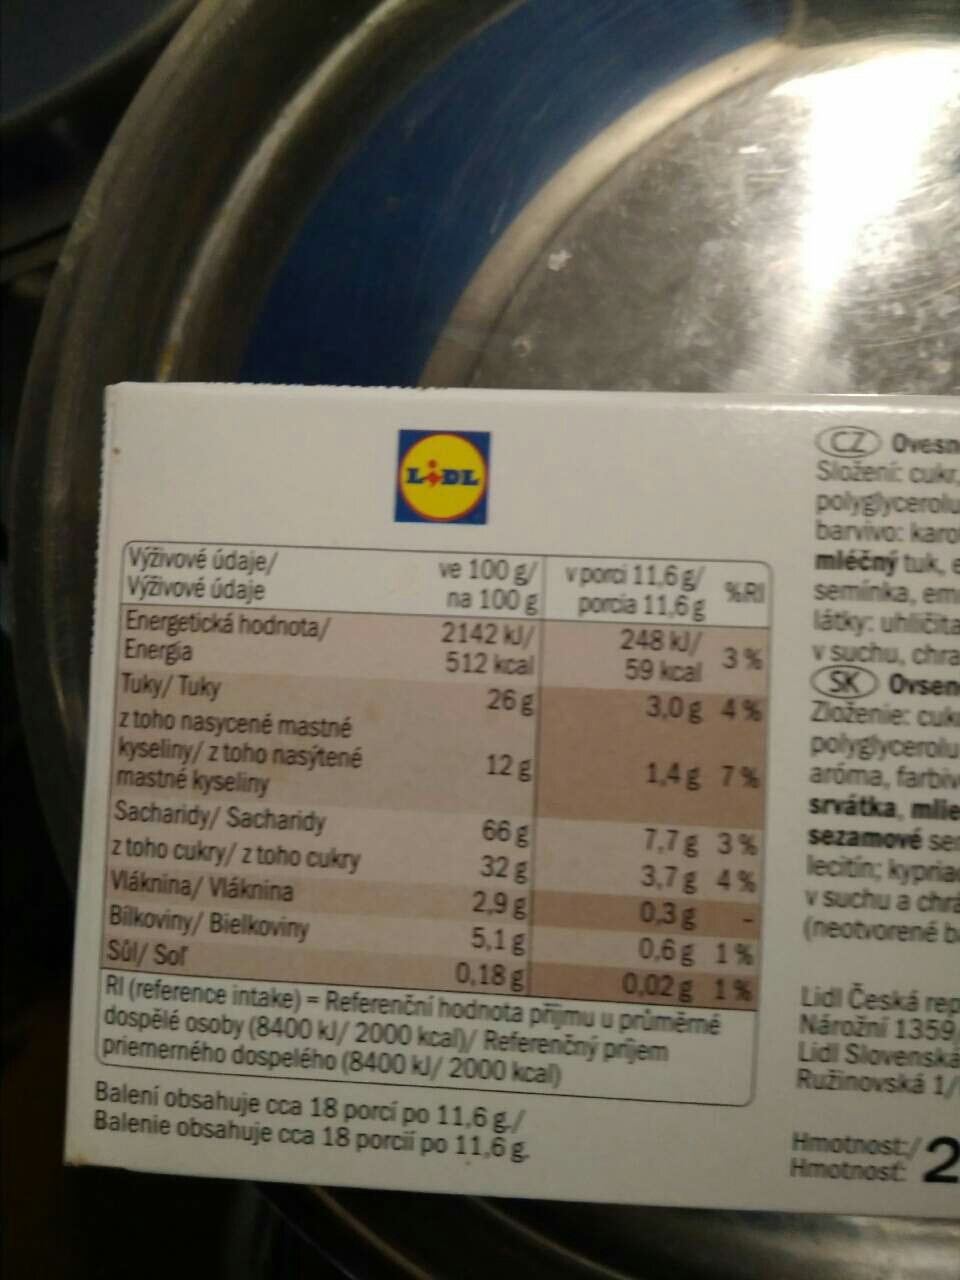 LIDL
Výživové údaje/ ve 100 g/ v porci 11,6 g/ %RI
Výživové údaje na 100 g porcia 11,6 g
Energetická hodnota/ 2142 kJ/ 248 kJ/ 3 %
Energia 512 kcal 59 kcal
Tuky/ Tuky 26 g 3,0 g 4 %
z toho nasycené mastné
kyseliny/ z toho nasýtené 12 g 1,4 g 7 %
mastné kyseliny
Sacharidy/ Sacharidy 66 g 7,7 g 3 %
z toho cukry/ z toho cukry 32 g 3,7 g 4 %
Vláknina/ Vláknina 2,9 g 0,3 g -
Bílkoviny/ Bielkoviny 5,1 g 0,6 g 1 %
Sůl/ Soľ 0,18 g 0,02 g 1 %
RI (reference intake) = Referenční hodnota příjmu u průměrné
dospělé osoby (8400 kJ/ 2000 kcal)/ Referenčný príjem
priemerného dospelého (8400 kJ/ 2000 kcal)
Balení obsahuje cca 18 porcí po 11,6 g./
Balenie obsahuje cca 18 porcií po 11,6 g.
CZ Ovesn
Složení: cukr,
polyglycerolu
barvivo: karo
mléčný tuk, e
semínka, em
látky: uhličita
v suchu, chra
SK Ovsen
Zloženie: cuk
polyglycerolu
aróma, farbiv
srvátka, mlie
sezamové se
lecitín; kypria
v suchu a chrá
(neotvorené b
Lidl Česká rep
Nárožní 1359
Lidl Slovenská
Ružinovská 1/
Hmotnost:/ 2
Hmotnosť: